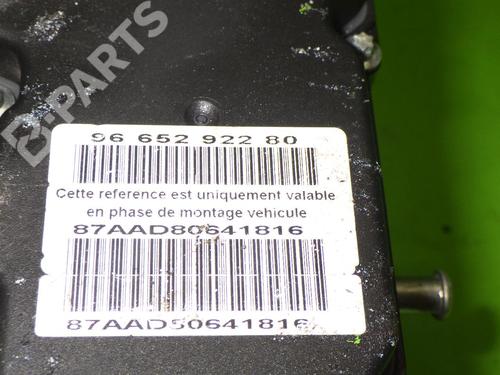 B-PARTS
96 652 922 80
Cette reference est uniquement valable
en phase de montage vehicule
87AAD80641816
87AAD50641816